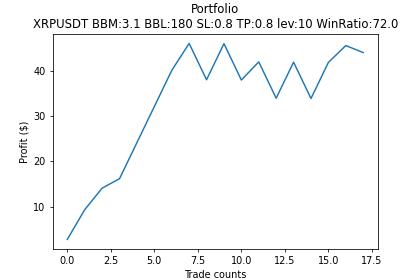 Portfolio
XRPUSDT BBM:3.1 BBL:180 SL:0.8 TP:0.8 lev:10 WinRatio:72.0
Profit ($)
40
30
20
10
0.0 2.5 5.0 7.5 10.0 12.5 15.0 17.5
Trade counts